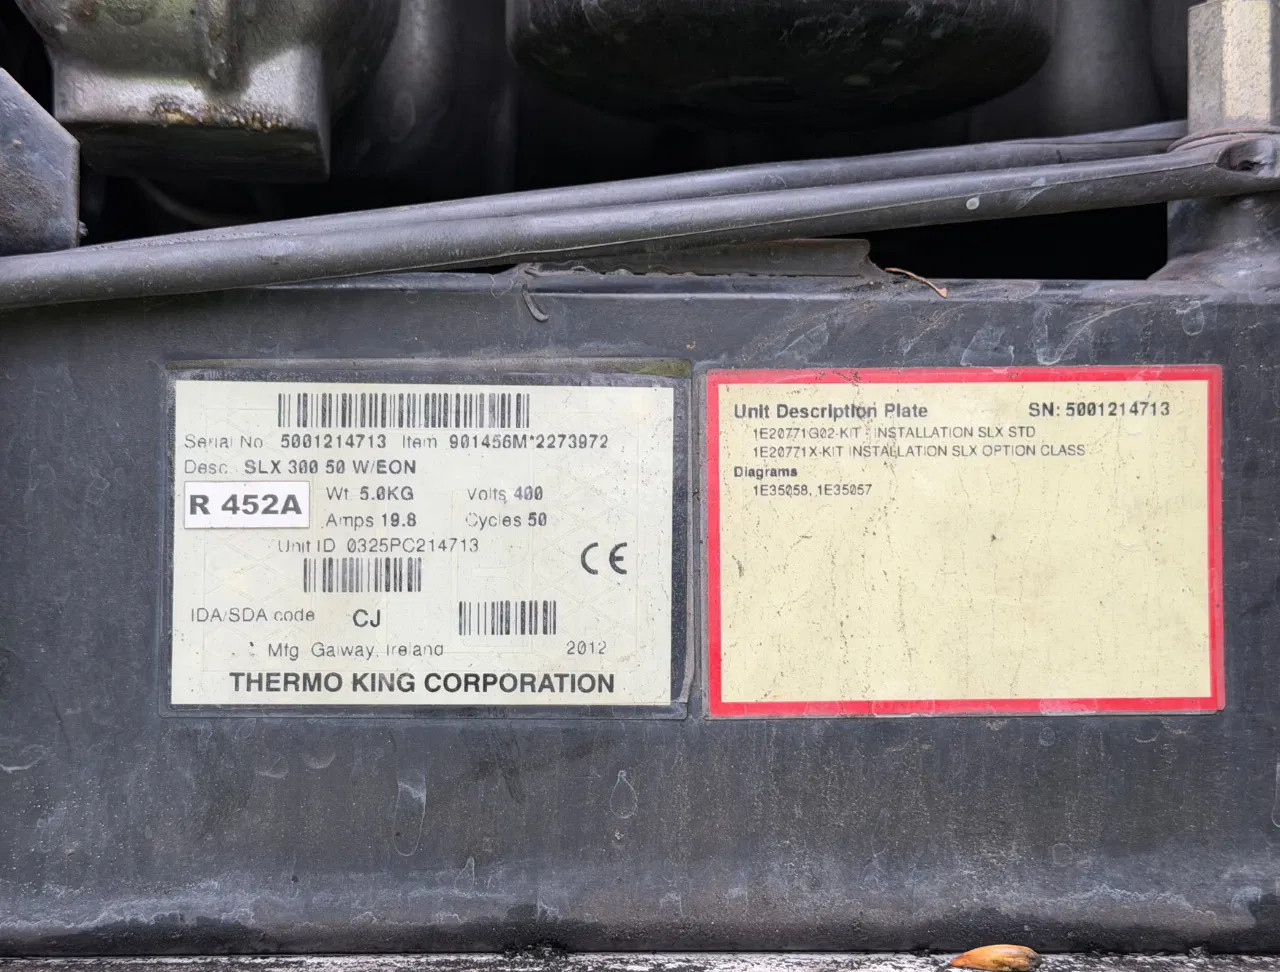 Serial No 5001214713 Item 901456M*2273972
Desc. SLX 300 50 W/EON
R 452A
Wt. 5.0KG Volts 400
Amps 19.8 Cycles 50
Unit ID 0325PC214713
CE
IDA/SDA code CJ
Mfg Galway, Ireland 2012
THERMO KING CORPORATION
Unit Description Plate SN: 5001214713
1E20771G02-KIT INSTALLATION SLX STD
1E20771X-KIT INSTALLATION SLX OPTION CLASS
Diagrams
1E35058, 1E35057